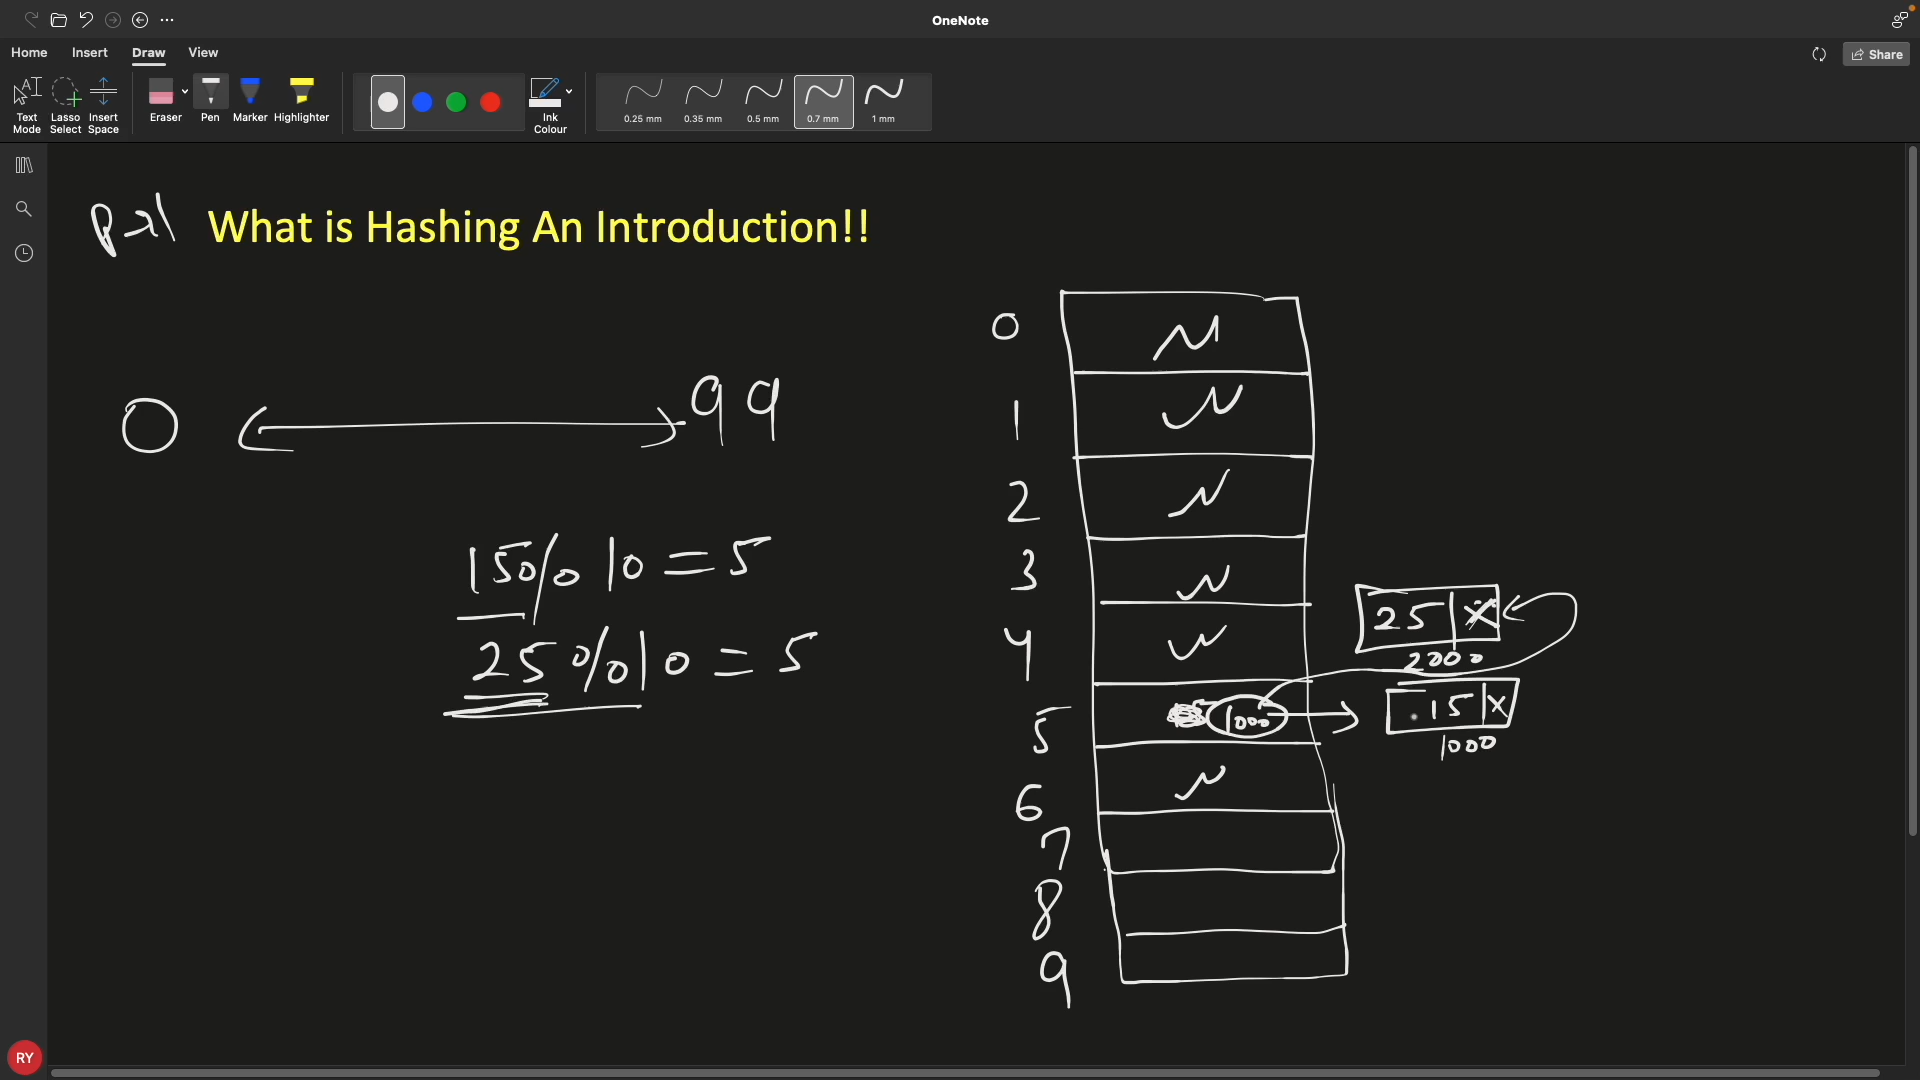 OneNote
Home Insert Draw View
Share
Text Mode
Lasso Select
Insert Space
Eraser
Pen
Marker
Highlighter
Ink Colour
0.25 mm
0.35 mm
0.5 mm
0.7 mm
1 mm
What is Hashing An Introduction!!
0 99
15 % 10 = 5
25 % 10 = 5
0 N
1 N
2 N
3 N
4 N
5 1000
6 N
7
8
9
25 | X
2000
15 | X
1000
RY